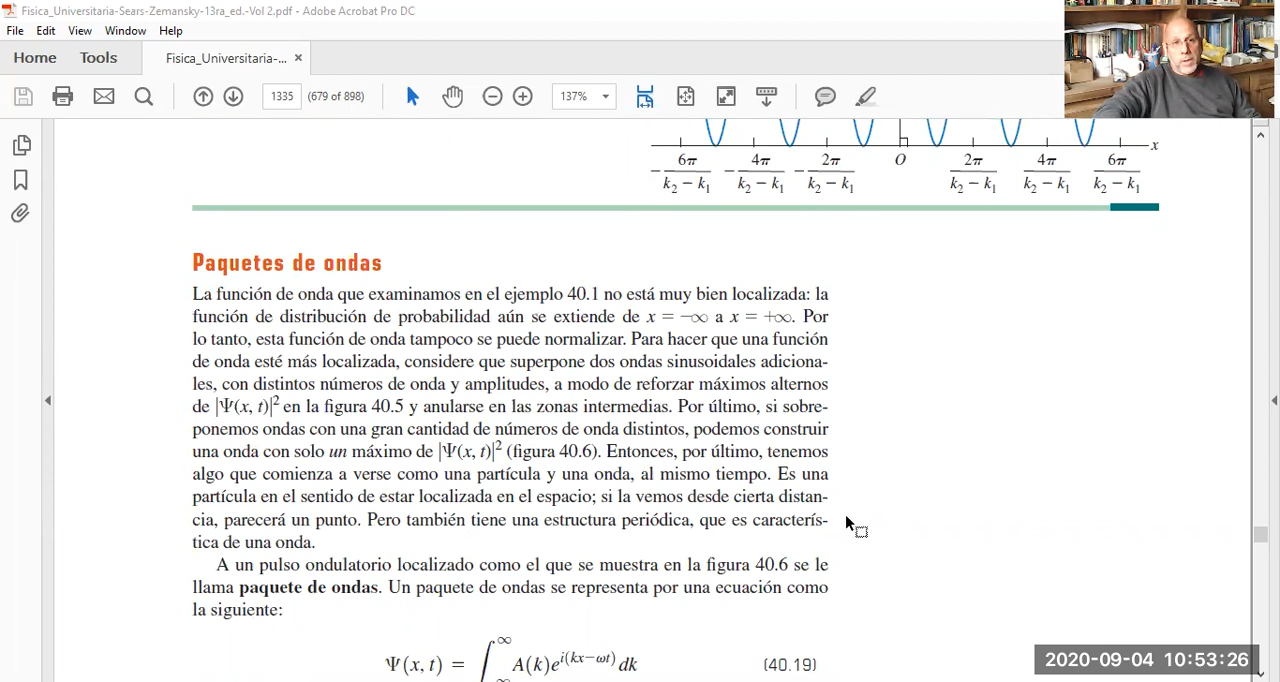 Fisica_Universitaria-Sears-Zemansky-13ra_ed.-Vol 2.pdf - Adobe Acrobat Pro DC
File Edit View Window Help
Home Tools Fisica_Universitaria-... ×
1335 (679 of 898) 137%
x
-6π/(k₂ − k₁) -4π/(k₂ − k₁) -2π/(k₂ − k₁) O 2π/(k₂ − k₁) 4π/(k₂ − k₁) 6π/(k₂ − k₁)
Paquetes de ondas
La función de onda que examinamos en el ejemplo 40.1 no está muy bien localizada: la
función de distribución de probabilidad aún se extiende de x = −∞ a x = +∞. Por
lo tanto, esta función de onda tampoco se puede normalizar. Para hacer que una función
de onda esté más localizada, considere que superpone dos ondas sinusoidales adiciona-
les, con distintos números de onda y amplitudes, a modo de reforzar máximos alternos
de |Ψ(x, t)|² en la figura 40.5 y anularse en las zonas intermedias. Por último, si sobre-
ponemos ondas con una gran cantidad de números de onda distintos, podemos construir
una onda con solo un máximo de |Ψ(x, t)|² (figura 40.6). Entonces, por último, tenemos
algo que comienza a verse como una partícula y una onda, al mismo tiempo. Es una
partícula en el sentido de estar localizada en el espacio; si la vemos desde cierta distan-
cia, parecerá un punto. Pero también tiene una estructura periódica, que es caracterís-
tica de una onda.
A un pulso ondulatorio localizado como el que se muestra en la figura 40.6 se le
llama paquete de ondas. Un paquete de ondas se representa por una ecuación como
la siguiente:
Ψ(x, t) = ∫_{-∞}^{∞} A(k)e^{i(kx−ωt)} dk (40.19)
2020-09-04 10:53:26